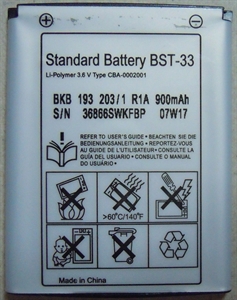 Standard Battery BST-33
Li-Polymer 3.6 V Type CBA-0002001
BKB 193 203/1 R1A 900mAh
S/N 36866SWKFBP 07W17
REFER TO USER'S GUIDE / BEACHTEN SIE DIE
BEDIENUNGSANLEITUNG / REPORTEZ-VOUS
AU GUIDE DE L'UTILISATEUR / CONSULTE LA
GUÍA DEL USUARIO / CONSULTE O MANUAL
DO USUÁRIO.
>60°C/140°F
Made in China